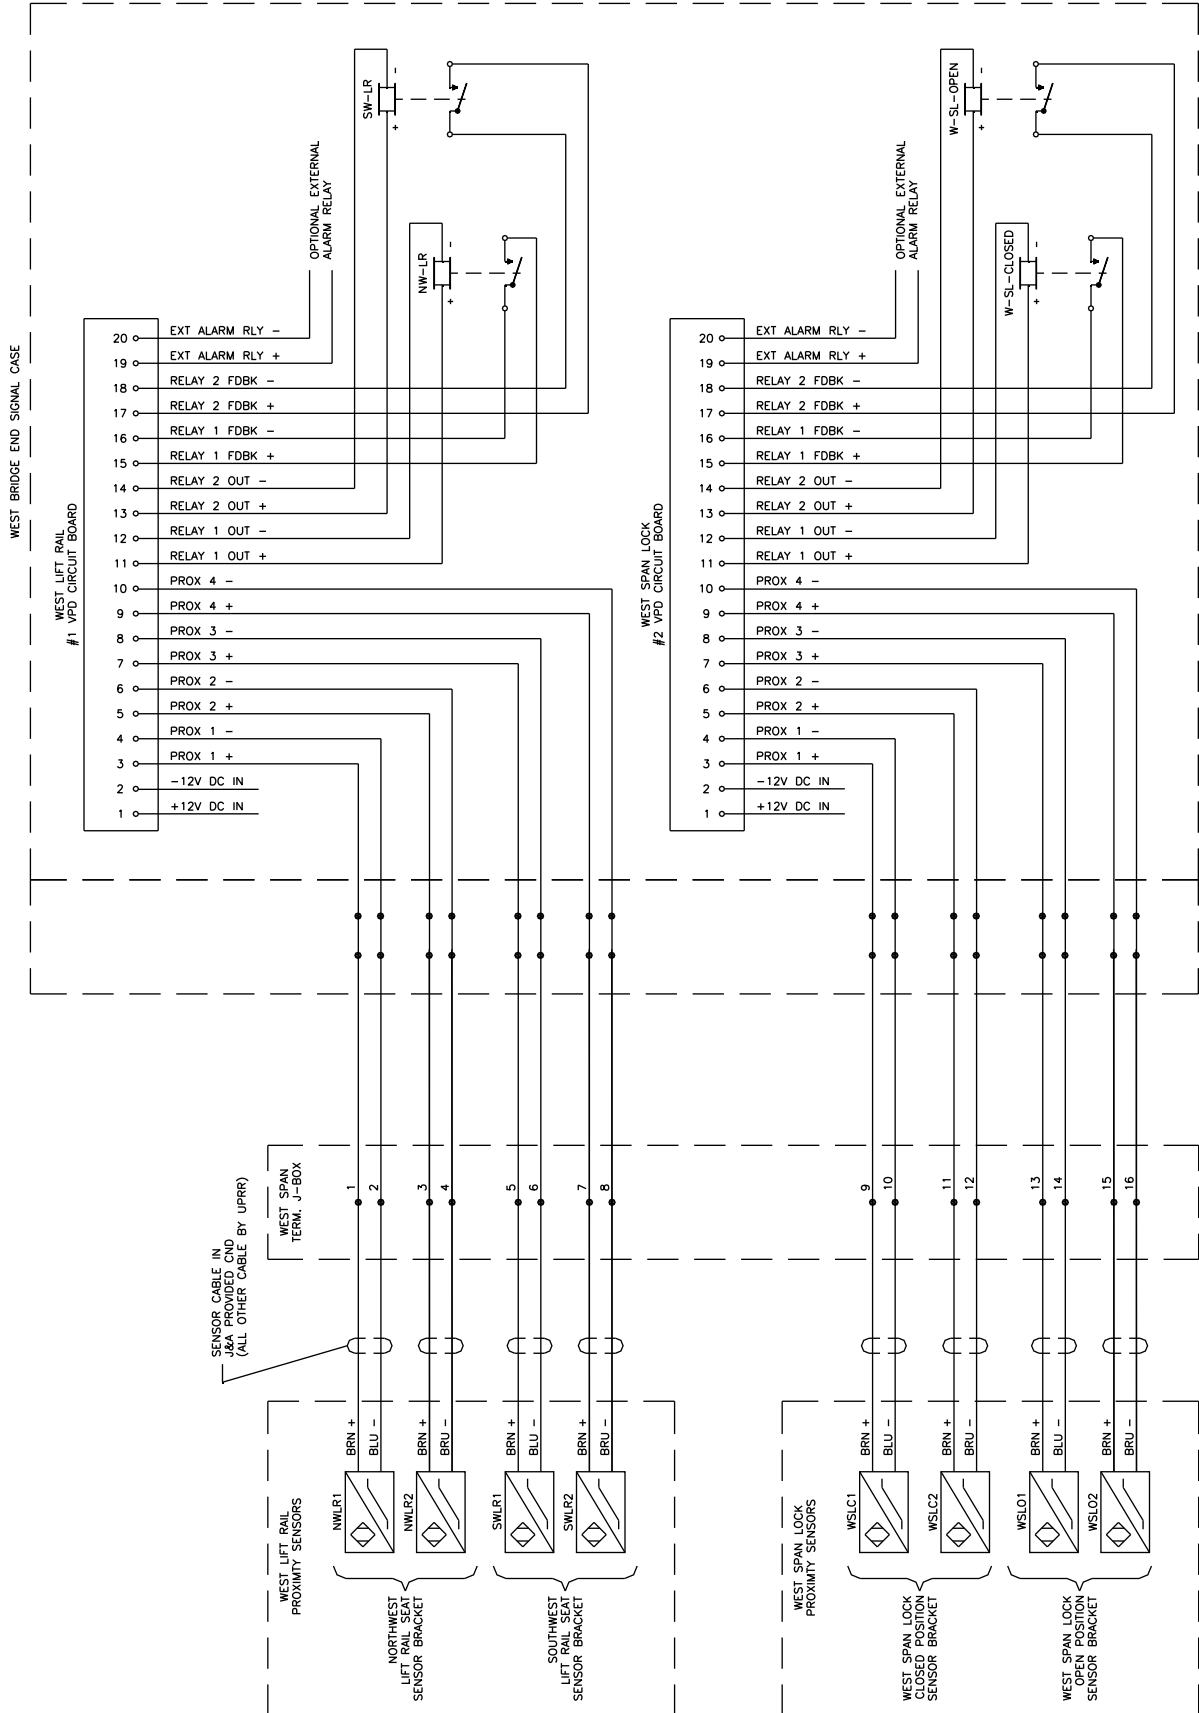 WEST BRIDGE END SIGNAL CASE
WEST LIFT RAIL
#1 VPD CIRCUIT BOARD
20
EXT ALARM RLY -
19
EXT ALARM RLY +
18
RELAY 2 FDBK -
17
RELAY 2 FDBK +
16
RELAY 1 FDBK -
15
RELAY 1 FDBK +
14
RELAY 2 OUT -
13
RELAY 2 OUT +
12
RELAY 1 OUT -
11
RELAY 1 OUT +
10
PROX 4 -
9
PROX 4 +
8
PROX 3 -
7
PROX 3 +
6
PROX 2 -
5
PROX 2 +
4
PROX 1 -
3
PROX 1 +
2
-12V DC IN
1
+12V DC IN
OPTIONAL EXTERNAL
ALARM RELAY
SW-LR
-
+
NW-LR
-
+
WEST SPAN LOCK
#2 VPD CIRCUIT BOARD
20
EXT ALARM RLY -
19
EXT ALARM RLY +
18
RELAY 2 FDBK -
17
RELAY 2 FDBK +
16
RELAY 1 FDBK -
15
RELAY 1 FDBK +
14
RELAY 2 OUT -
13
RELAY 2 OUT +
12
RELAY 1 OUT -
11
RELAY 1 OUT +
10
PROX 4 -
9
PROX 4 +
8
PROX 3 -
7
PROX 3 +
6
PROX 2 -
5
PROX 2 +
4
PROX 1 -
3
PROX 1 +
2
-12V DC IN
1
+12V DC IN
OPTIONAL EXTERNAL
ALARM RELAY
W-SL-OPEN
-
+
W-SL-CLOSED
-
+
WEST SPAN
TERM. J-BOX
1
2
3
4
5
6
7
8
9
10
11
12
13
14
15
16
SENSOR CABLE IN
J&A PROVIDED CND
(ALL OTHER CABLE BY UPRR)
WEST LIFT RAIL
PROXIMTY SENSORS
BRN +
BLU -
NWLR1
BRN +
BRU -
NWLR2
BRN +
BLU -
SWLR1
BRN +
BRU -
SWLR2
NORTHWEST
LIFT RAIL SEAT
SENSOR BRACKET
SOUTHWEST
LIFT RAIL SEAT
SENSOR BRACKET
WEST SPAN LOCK
PROXIMTY SENSORS
BRN +
BLU -
WSLC1
BRN +
BRU -
WSLC2
BRN +
BLU -
WSLO1
BRN +
BRU -
WSLO2
WEST SPAN LOCK
CLOSED POSITION
SENSOR BRACKET
WEST SPAN LOCK
OPEN POSITION
SENSOR BRACKET